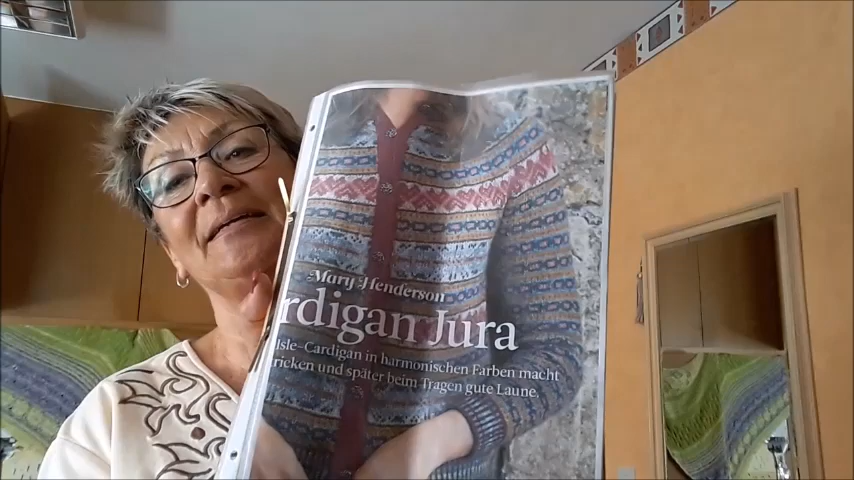 Mary Henderson
rdigan Jura
Isle-Cardigan in harmonischen Farben macht
ricken und später beim Tragen gute Laune.